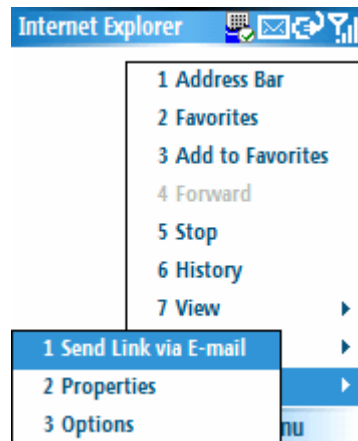 Internet Explorer
1 Address Bar
2 Favorites
3 Add to Favorites
4 Forward
5 Stop
6 History
7 View
1 Send Link via E-mail
2 Properties
3 Options
nu